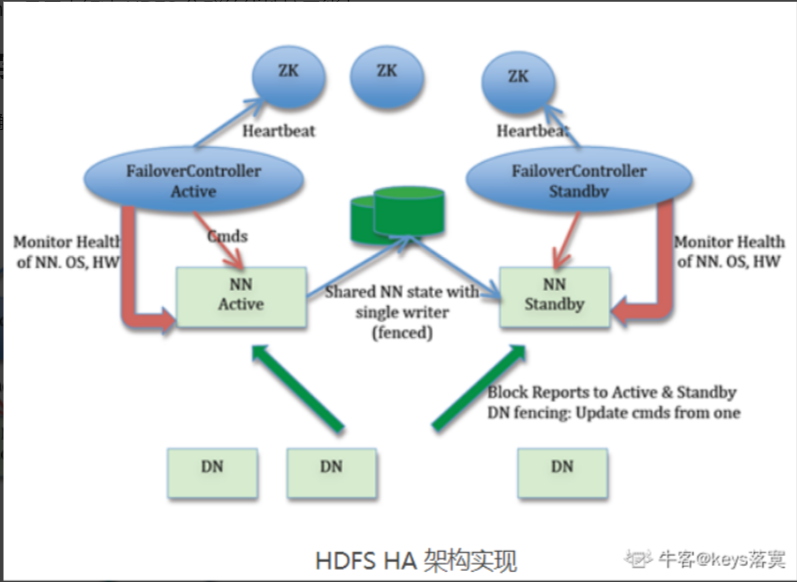 ZK
ZK
ZK
Heartbeat
Heartbeat
FailoverController
Active
FailoverController
Standby
Cmds
Monitor Health
of NN. OS, HW
Monitor Health
of NN. OS, HW
NN
Active
Shared NN state with
single writer
(fenced)
NN
Standby
Block Reports to Active & Standby
DN fencing: Update cmds from one
DN
DN
DN
HDFS HA 架构实现
牛客@keys落寞